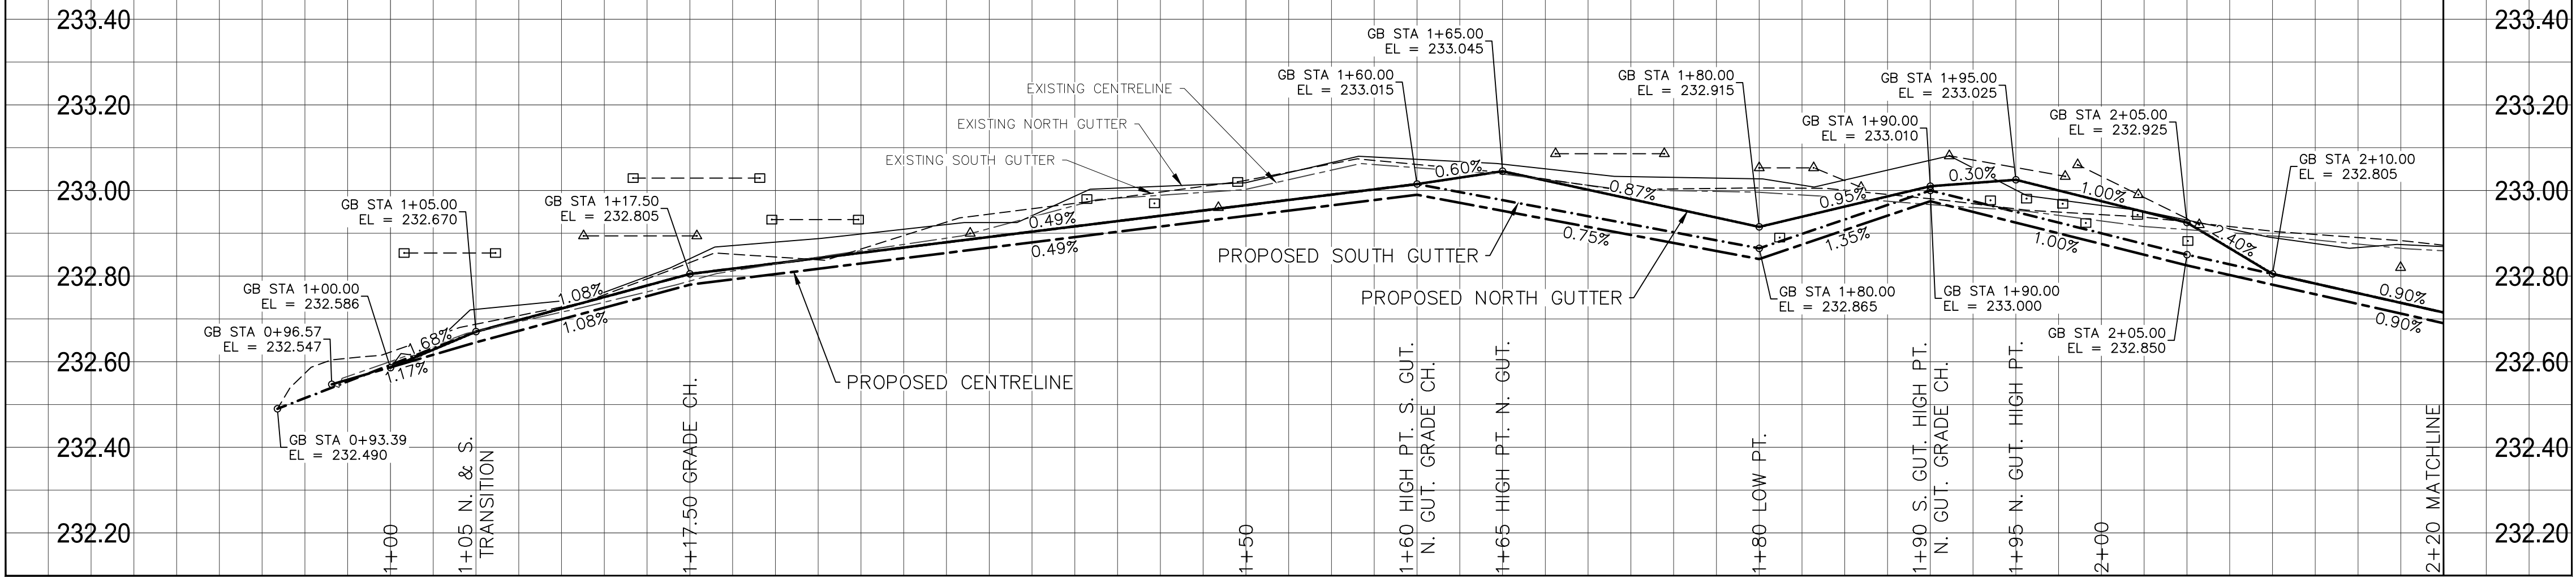 233.40
233.20
233.00
232.80
232.60
232.40
232.20
GB STA 0+96.57
EL = 232.547
GB STA 1+00.00
EL = 232.586
GB STA 1+05.00
EL = 232.670
GB STA 0+93.39
EL = 232.490
GB STA 1+17.50
EL = 232.805
EXISTING CENTRELINE
EXISTING NORTH GUTTER
EXISTING SOUTH GUTTER
GB STA 1+60.00
EL = 233.015
GB STA 1+65.00
EL = 233.045
GB STA 1+80.00
EL = 232.915
GB STA 1+90.00
EL = 233.010
GB STA 1+95.00
EL = 233.025
GB STA 2+05.00
EL = 232.925
GB STA 2+10.00
EL = 232.805
GB STA 1+80.00
EL = 232.865
GB STA 1+90.00
EL = 233.000
GB STA 2+05.00
EL = 232.850
1.68%
1.17%
1.08%
1.08%
0.49%
0.49%
0.60%
0.87%
0.75%
0.95%
1.35%
0.30%
1.00%
1.00%
2.40%
0.90%
0.90%
PROPOSED CENTRELINE
PROPOSED SOUTH GUTTER
PROPOSED NORTH GUTTER
1+00
1+05 N. & S.
TRANSITION
1+17.50 GRADE CH.
1+50
1+60 HIGH PT. S. GUT.
N. GUT. GRADE CH.
1+65 HIGH PT. N. GUT.
1+80 LOW PT.
1+90 S. GUT. HIGH PT.
N. GUT. GRADE CH.
1+95 N. GUT. HIGH PT.
2+00
2+20 MATCHLINE
233.40
233.20
233.00
232.80
232.60
232.40
232.20